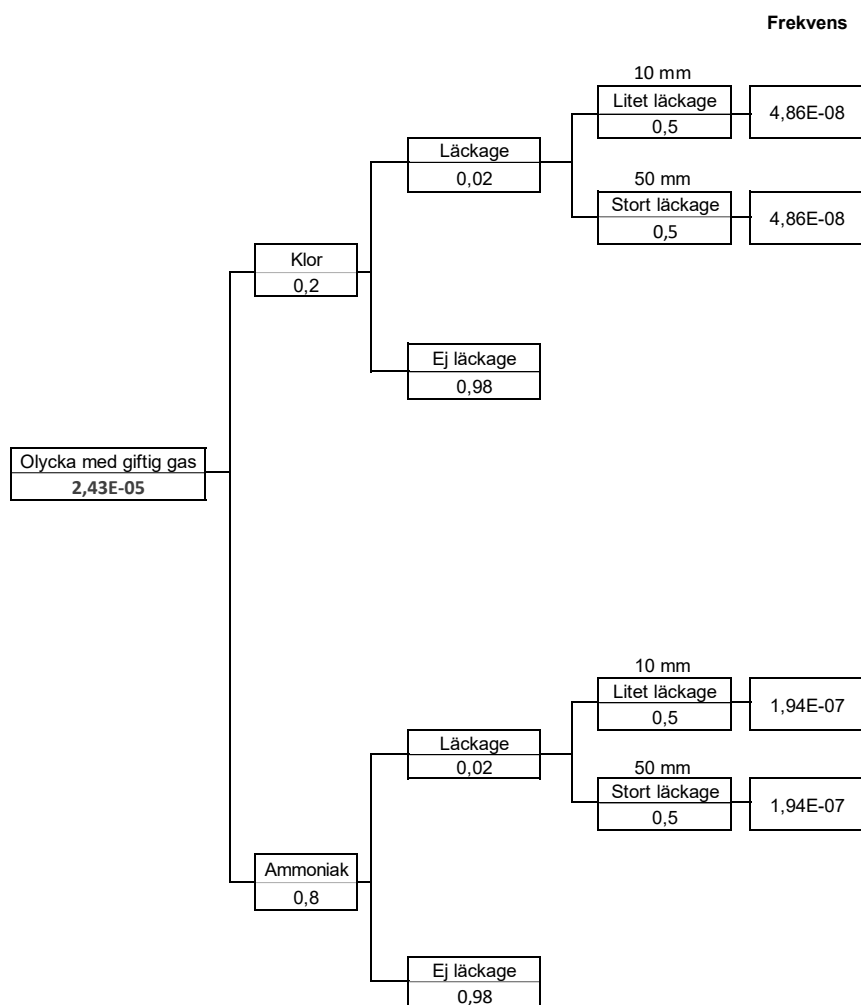 Frekvens
10 mm
Litet läckage
0,5
4,86E-08
Läckage
0,02
50 mm
Stort läckage
0,5
4,86E-08
Klor
0,2
Ej läckage
0,98
Olycka med giftig gas
2,43E-05
10 mm
Litet läckage
0,5
1,94E-07
Läckage
0,02
50 mm
Stort läckage
0,5
1,94E-07
Ammoniak
0,8
Ej läckage
0,98